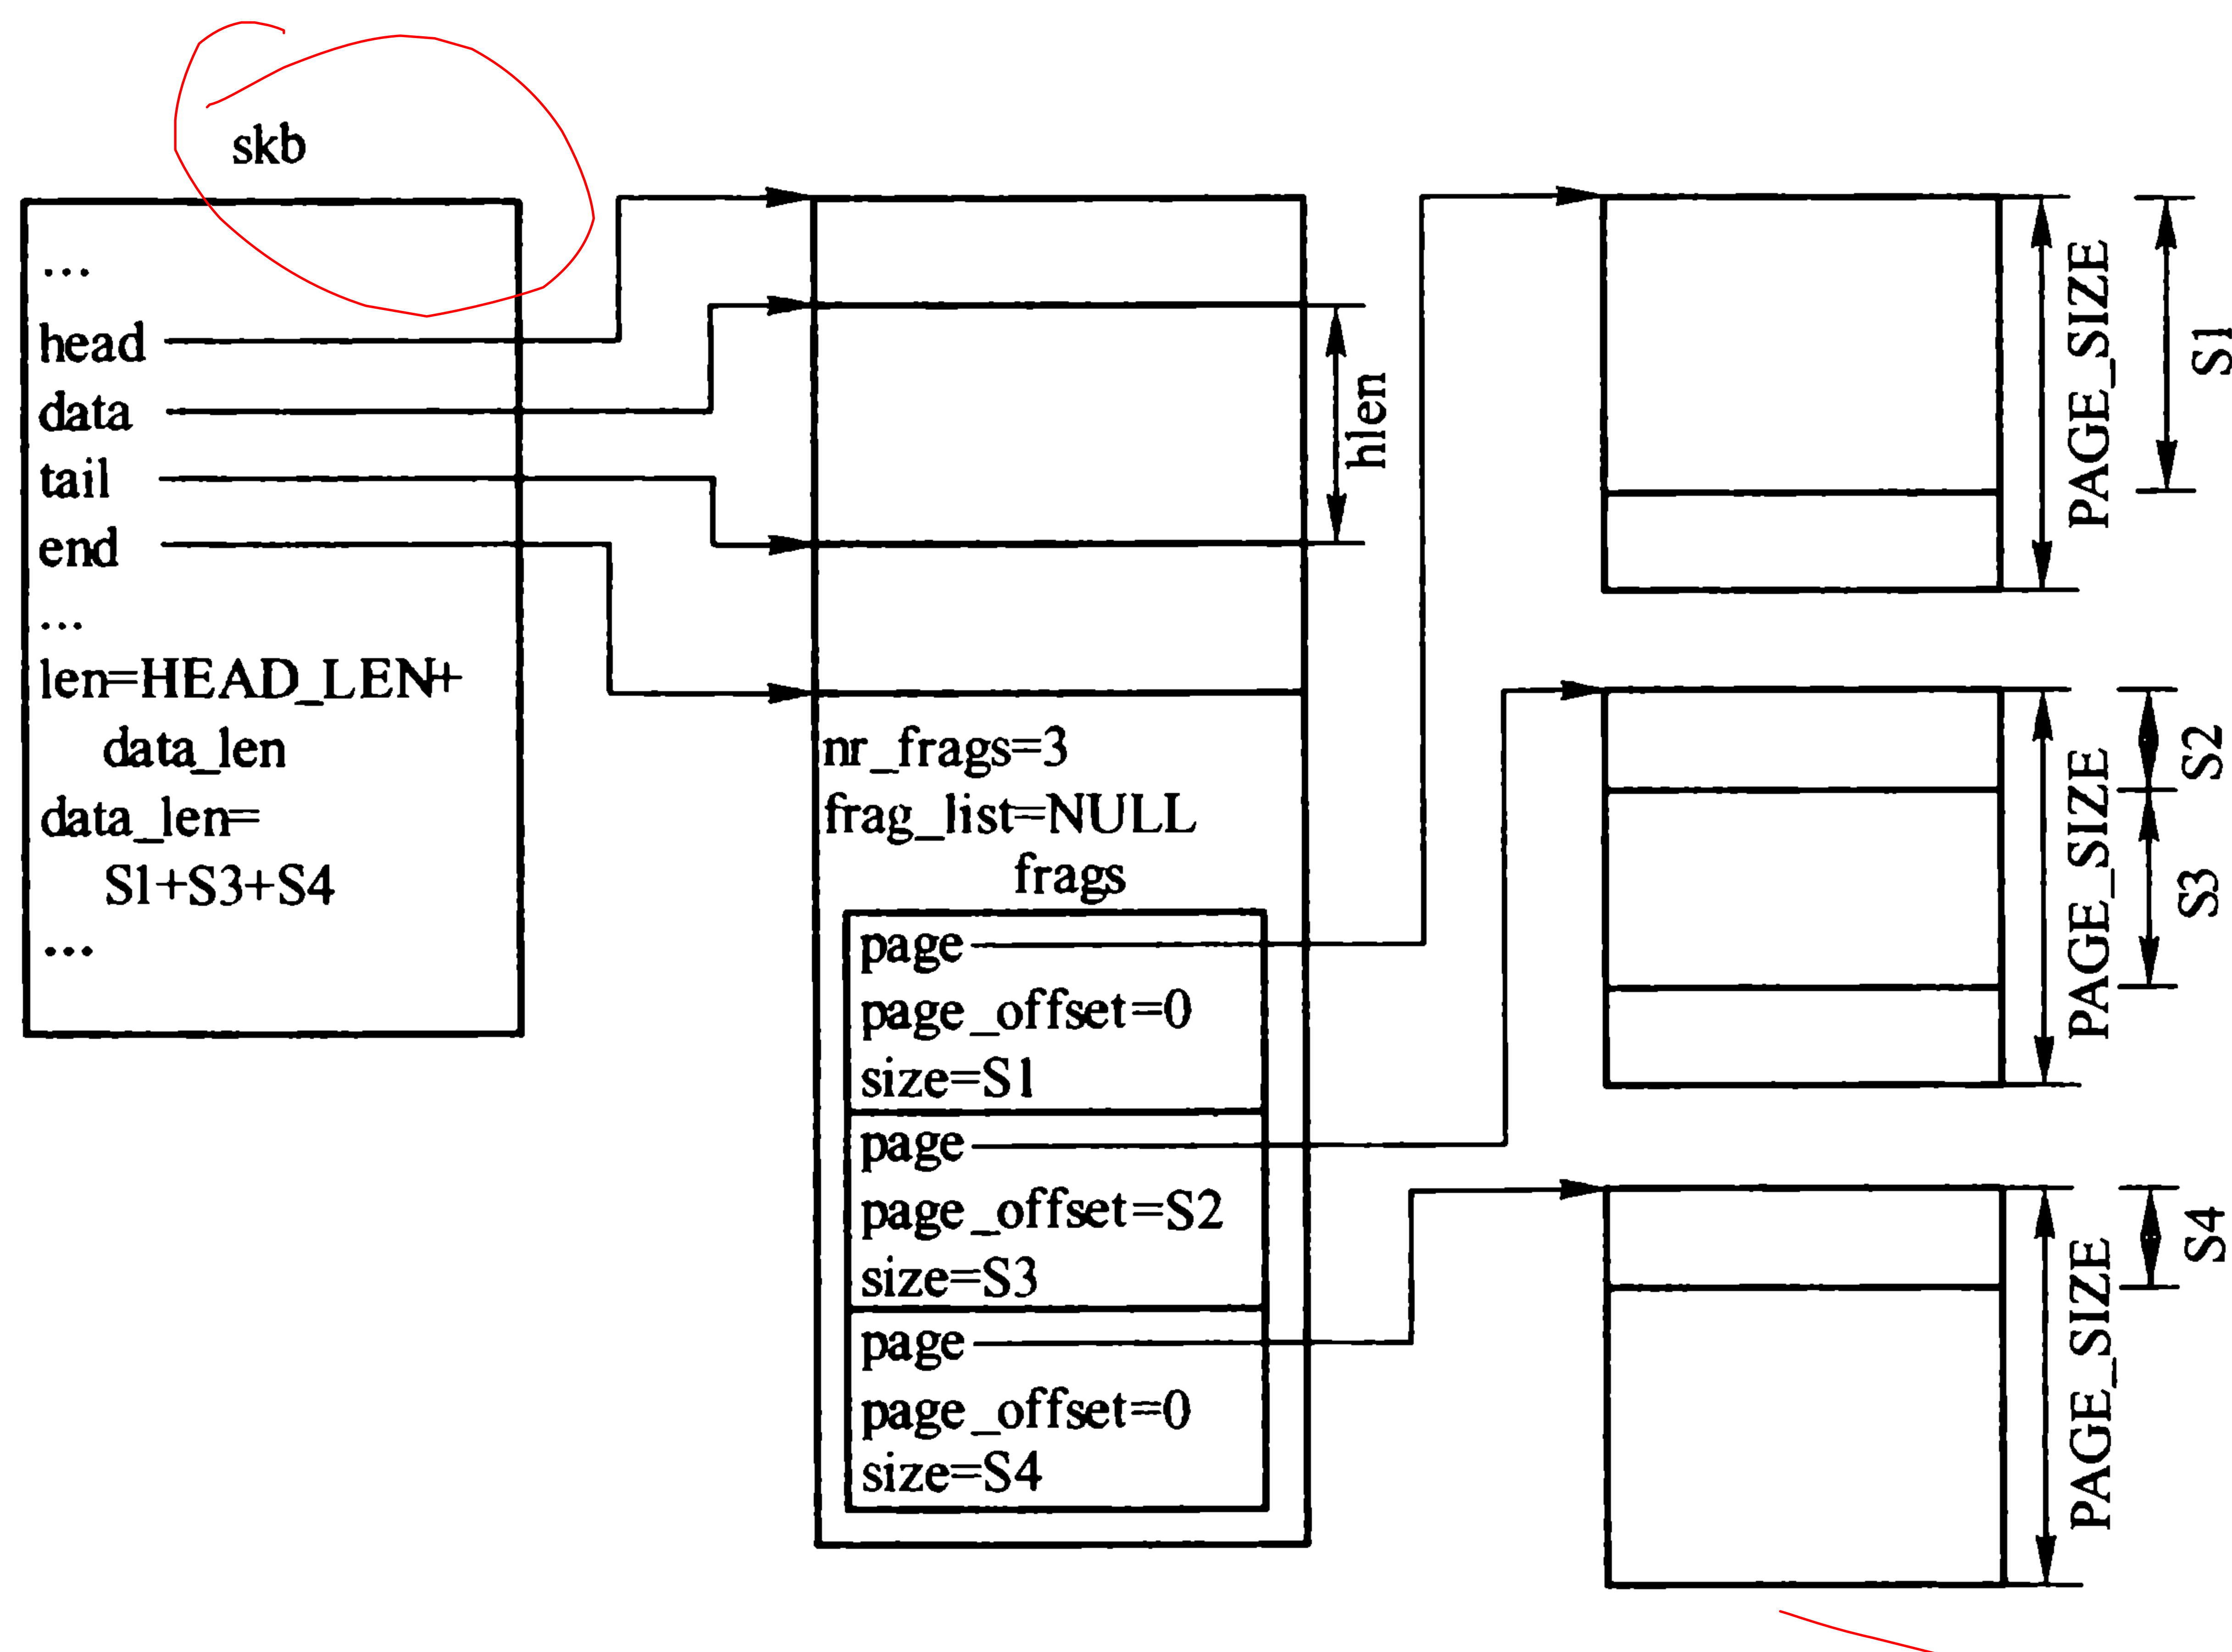 skb
...
head
data
tail
end
...
len=HEAD_LEN+
data_len
data_len=
S1+S3+S4
...
hlen
nr_frags=3
frag_list=NULL
frags
page
page_offset=0
size=S1
page
page_offset=S2
size=S3
page
page_offset=0
size=S4
PAGE_SIZE
S1
PAGE_SIZE
S2
S3
PAGE_SIZE
S4